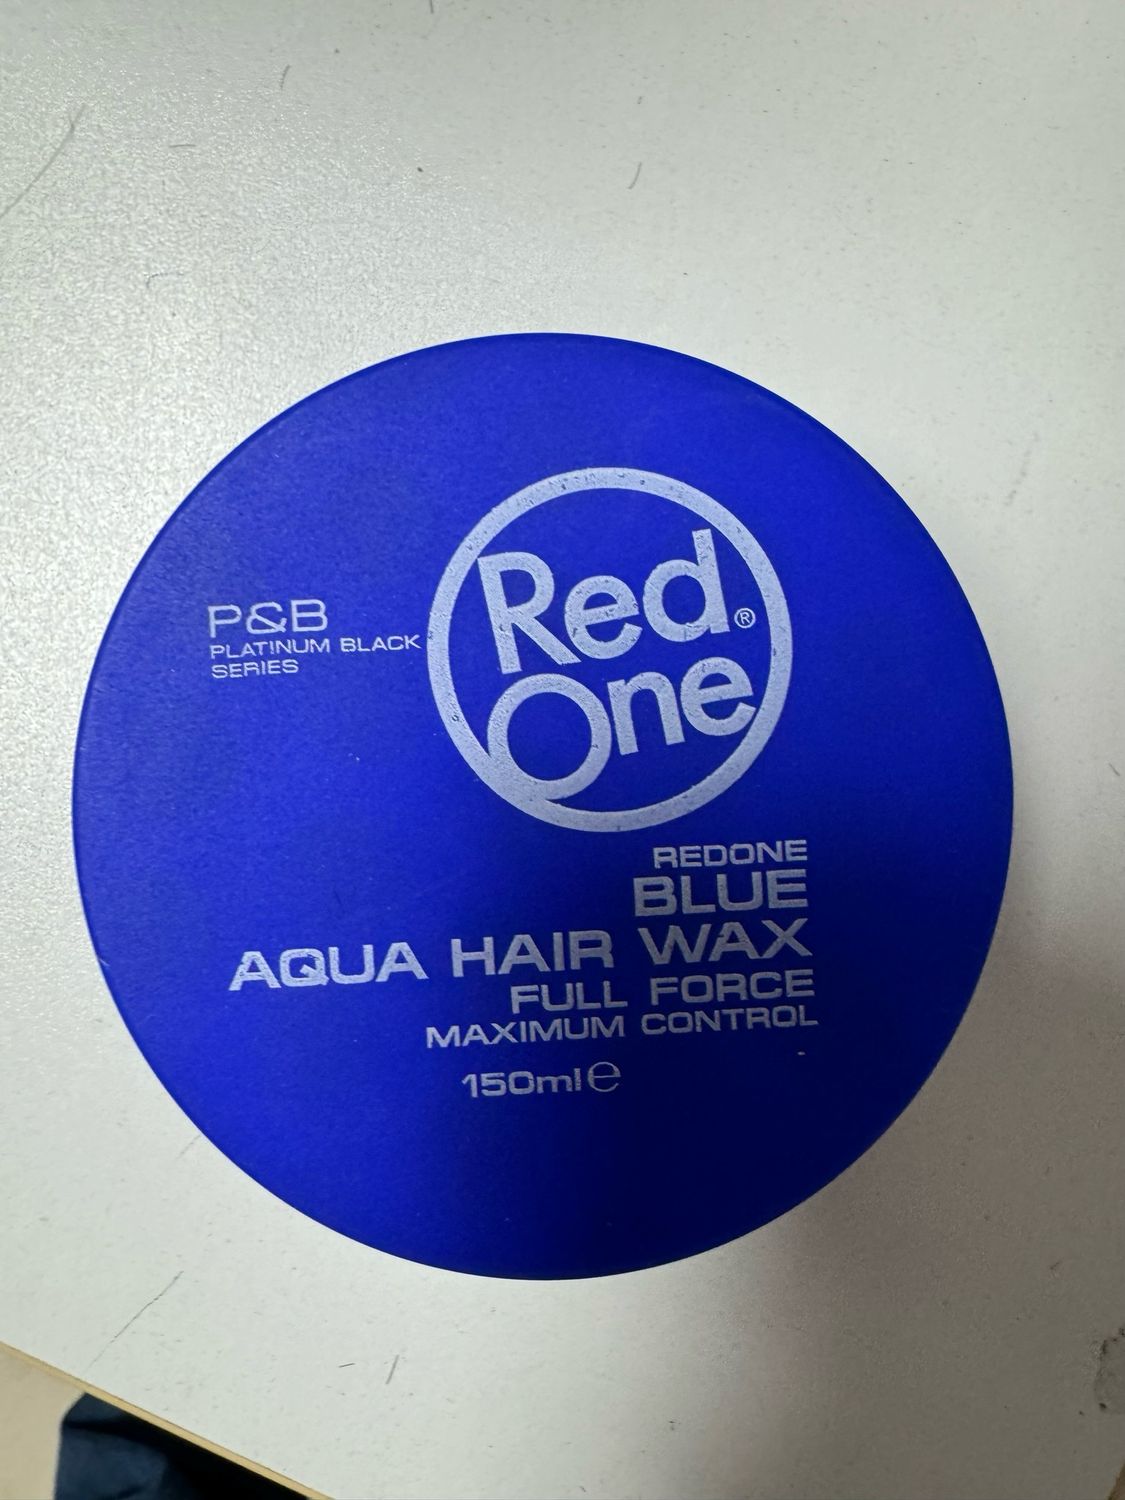 Red
One®
P&B
PLATINUM BLACK
SERIES
REDONE
BLUE
AQUA HAIR WAX
FULL FORCE
MAXIMUM CONTROL
150ml℮